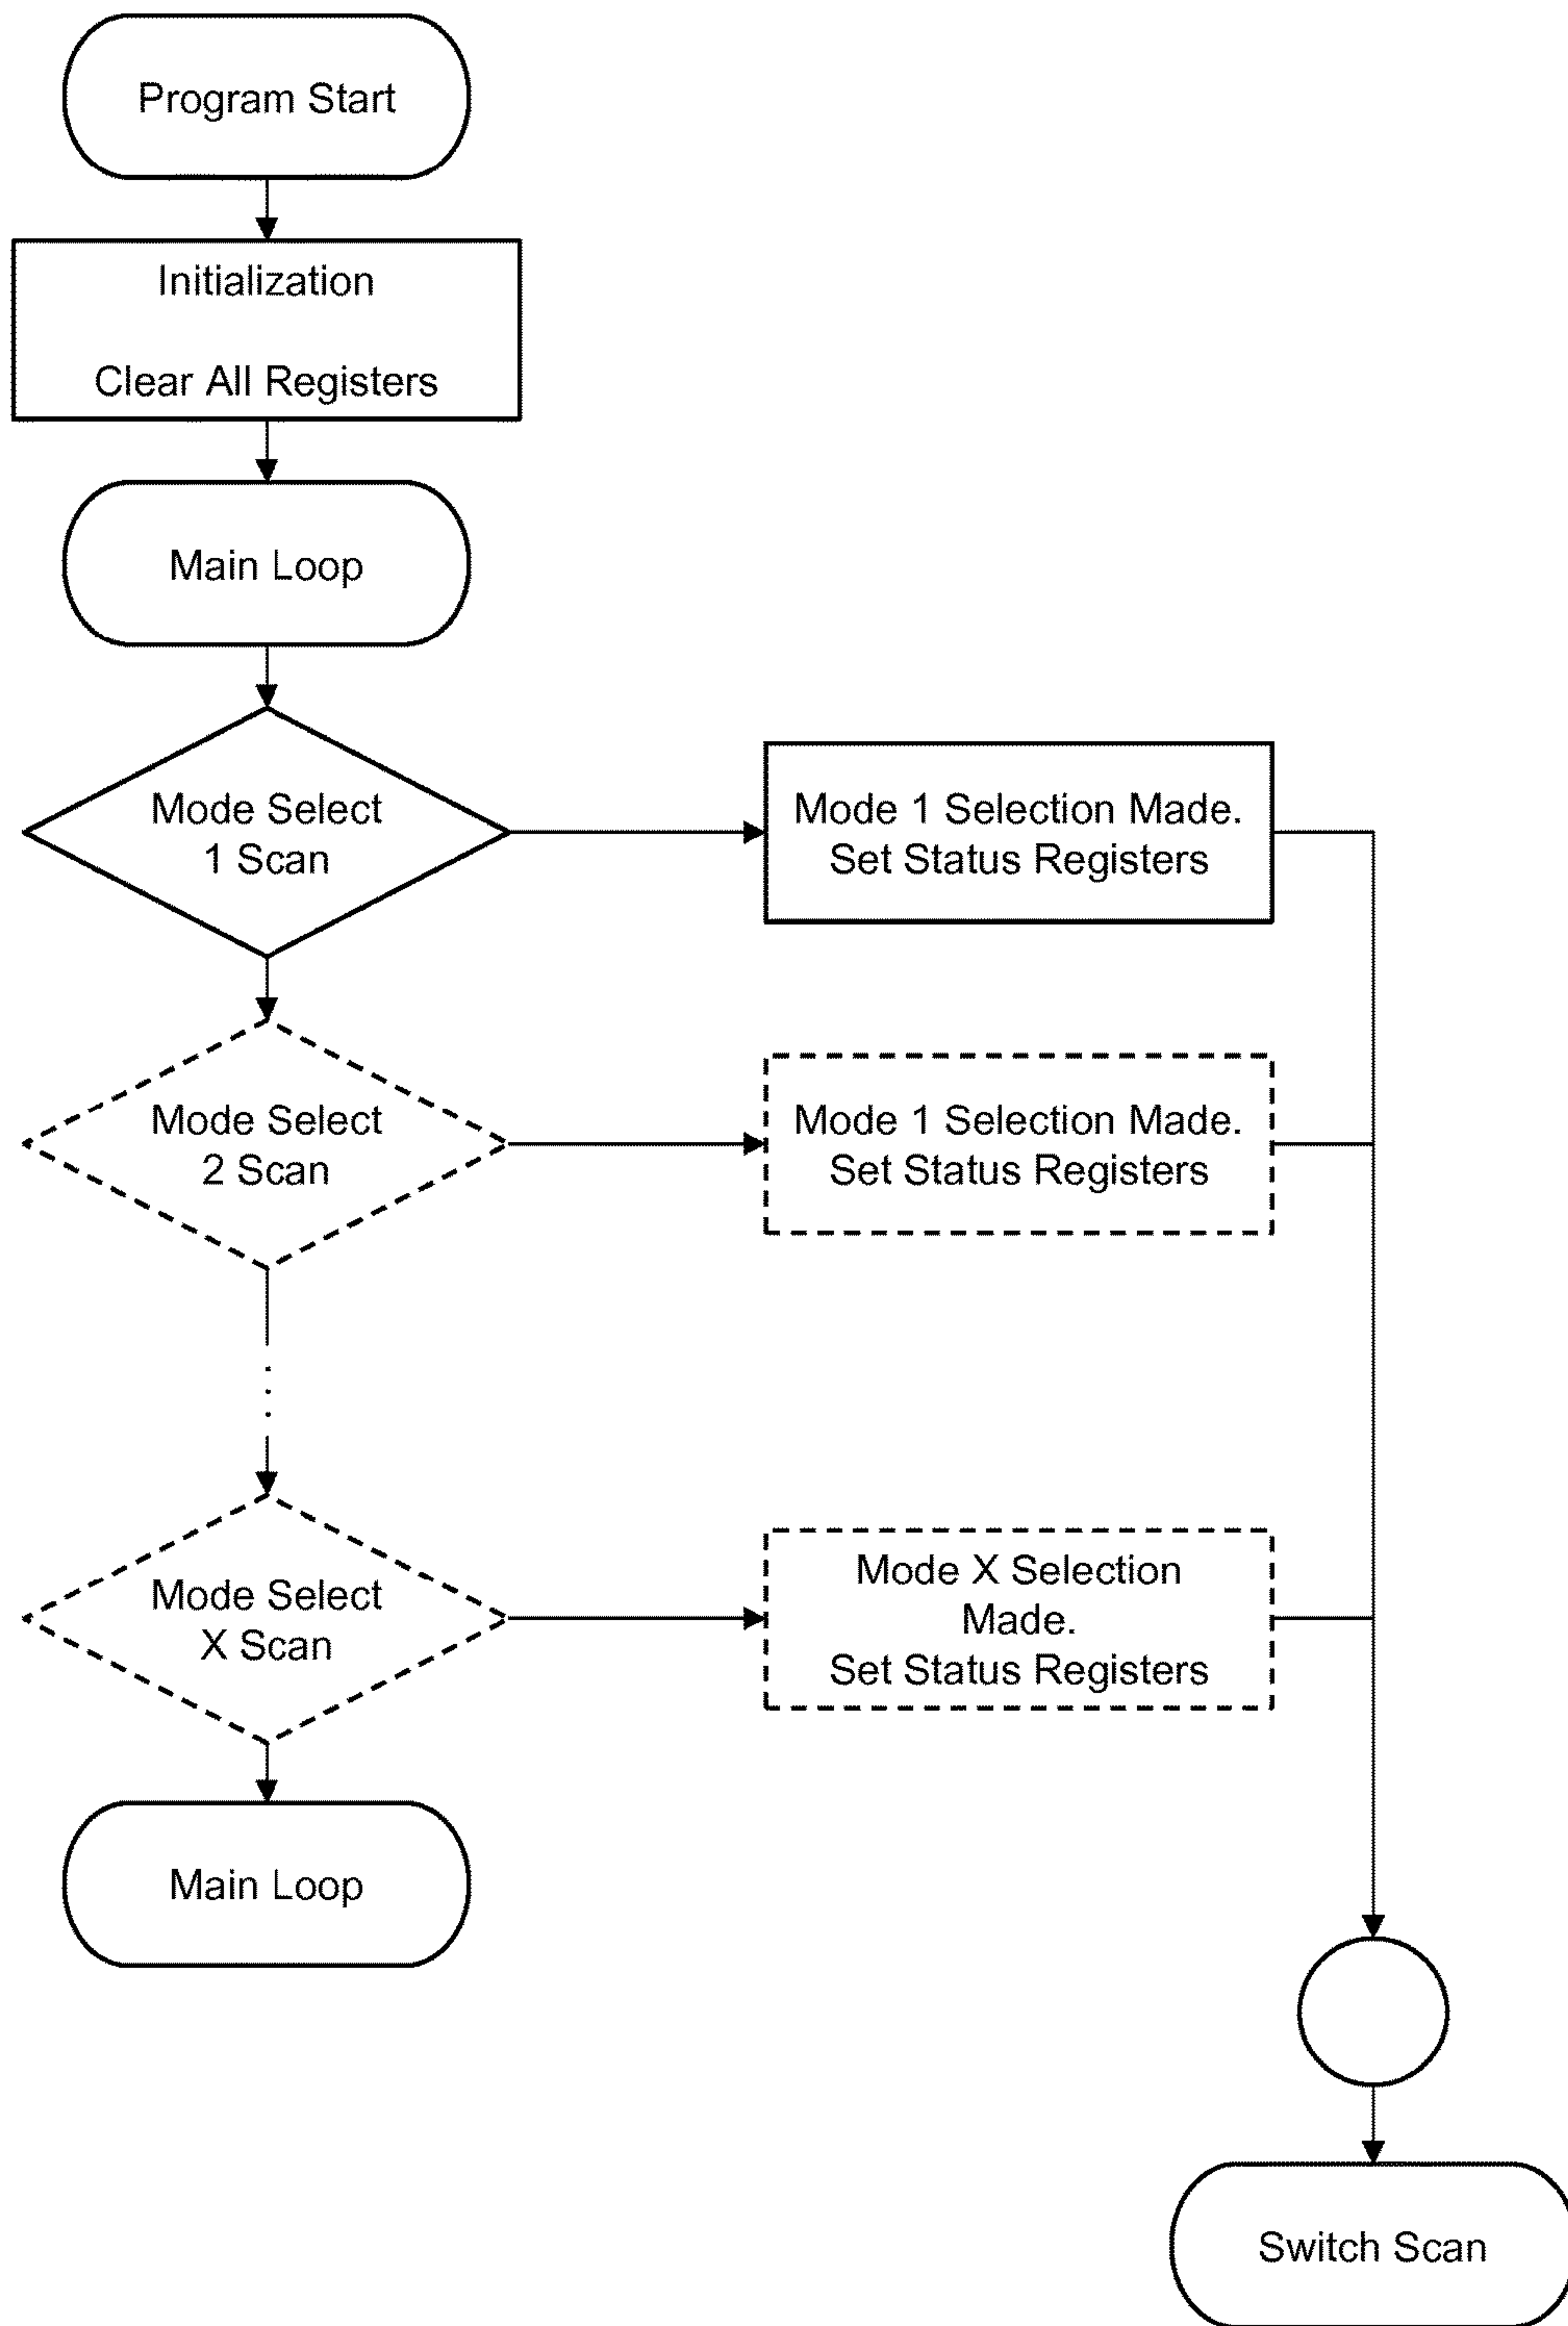 Program Start
Initialization
Clear All Registers
Main Loop
Mode Select
1 Scan
Mode 1 Selection Made.
Set Status Registers
Mode Select
2 Scan
Mode 1 Selection Made.
Set Status Registers
Mode Select
X Scan
Mode X Selection
Made.
Set Status Registers
Main Loop
Switch Scan